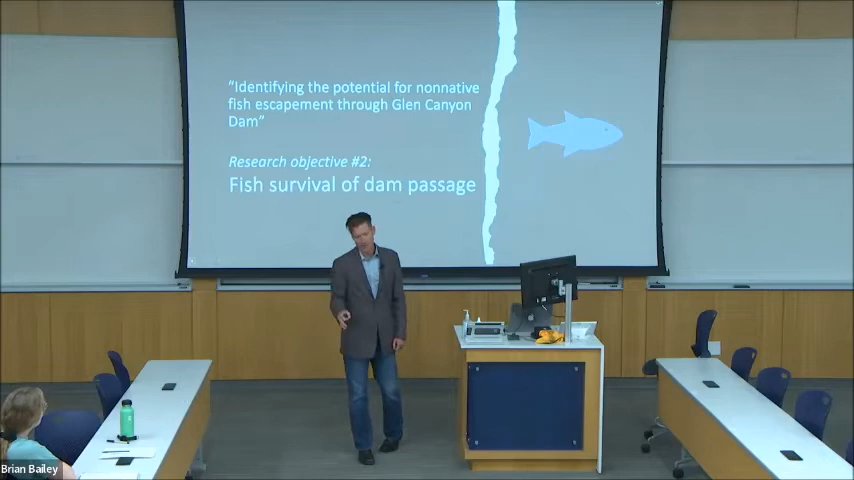 "Identifying the potential for nonnative
fish escapement through Glen Canyon
Dam"
Research objective #2:
Fish survival of dam passage
Brian Bailey